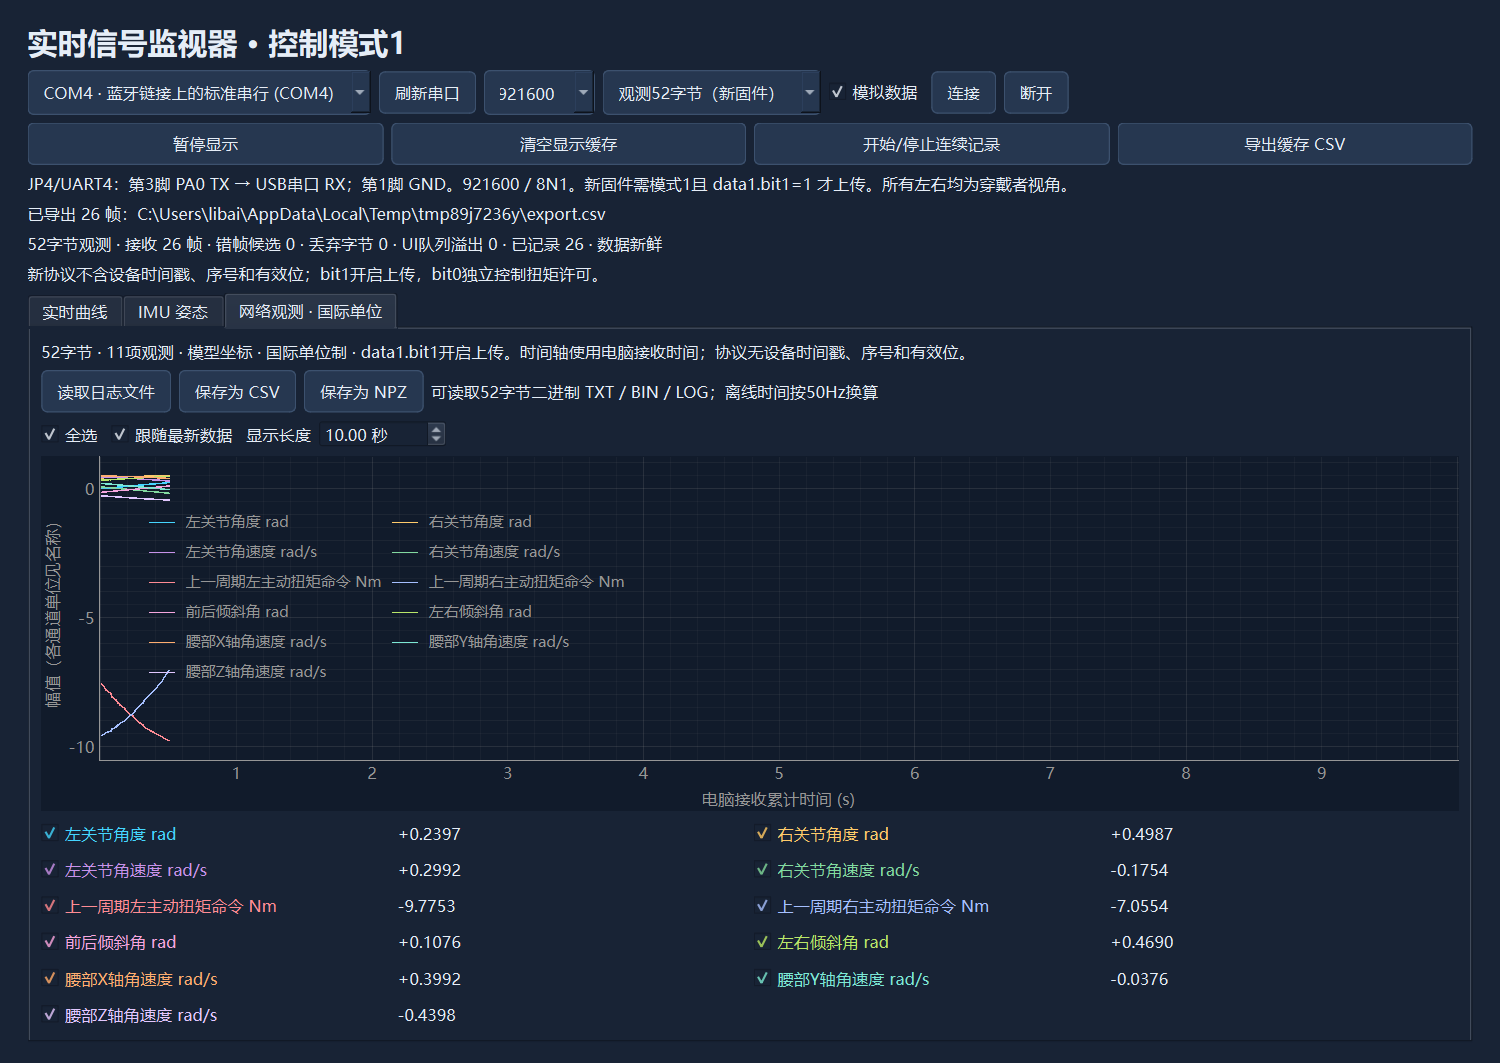 实时信号监视器 · 控制模式1
COM4 · 蓝牙链接上的标准串行 (COM4) 刷新串口 921600 观测52字节（新固件） 模拟数据 连接 断开
暂停显示 清空显示缓存 开始/停止连续记录 导出缓存 CSV
JP4/UART4：第3脚 PA0 TX → USB串口 RX；第1脚 GND。921600 / 8N1。新固件需模式1且 data1.bit1=1 才上传。所有左右均为穿戴者视角。
已导出 26 帧：C:\Users\libai\AppData\Local\Temp\tmp89j7236y\export.csv
52字节观测 · 接收 26 帧 · 错帧候选 0 · 丢弃字节 0 · UI队列溢出 0 · 已记录 26 · 数据新鲜
新协议不含设备时间戳、序号和有效位；bit1开启上传，bit0独立控制扭矩许可。
实时曲线 IMU 姿态 网络观测 · 国际单位
52字节 · 11项观测 · 模型坐标 · 国际单位制 · data1.bit1开启上传。时间轴使用电脑接收时间；协议无设备时间戳、序号和有效位。
读取日志文件 保存为 CSV 保存为 NPZ 可读取52字节二进制 TXT / BIN / LOG；离线时间按50Hz换算
全选 跟随最新数据 显示长度 10.00 秒
幅值（各通道单位见名称）
0
-5
-10
左关节角度 rad 右关节角度 rad
左关节角速度 rad/s 右关节角速度 rad/s
上一周期左主动扭矩命令 Nm 上一周期右主动扭矩命令 Nm
前后倾斜角 rad 左右倾斜角 rad
腰部X轴角速度 rad/s 腰部Y轴角速度 rad/s
腰部Z轴角速度 rad/s
1 2 3 4 5 6 7 8 9
电脑接收累计时间 (s)
左关节角度 rad +0.2397 右关节角度 rad +0.4987
左关节角速度 rad/s +0.2992 右关节角速度 rad/s -0.1754
上一周期左主动扭矩命令 Nm -9.7753 上一周期右主动扭矩命令 Nm -7.0554
前后倾斜角 rad +0.1076 左右倾斜角 rad +0.4690
腰部X轴角速度 rad/s +0.3992 腰部Y轴角速度 rad/s -0.0376
腰部Z轴角速度 rad/s -0.4398